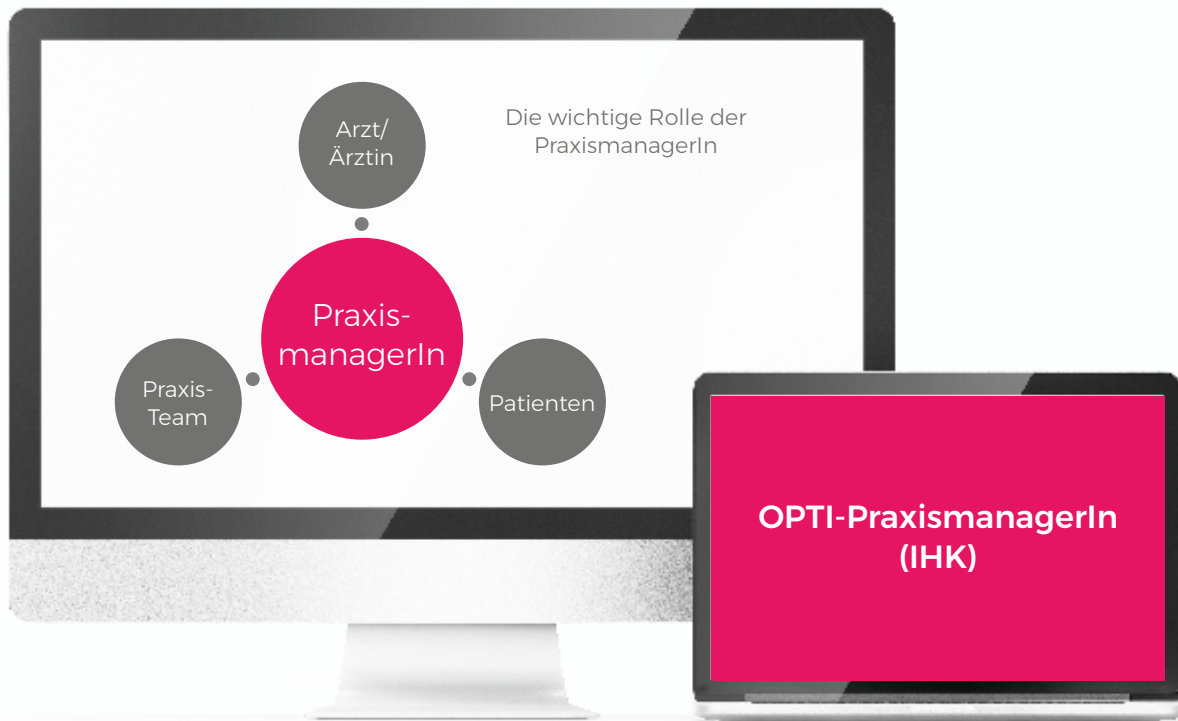 Arzt/
Ärztin
Die wichtige Rolle der
PraxismanagerIn
Praxis-
managerIn
Praxis-
Team
Patienten
OPTI-PraxismanagerIn
(IHK)